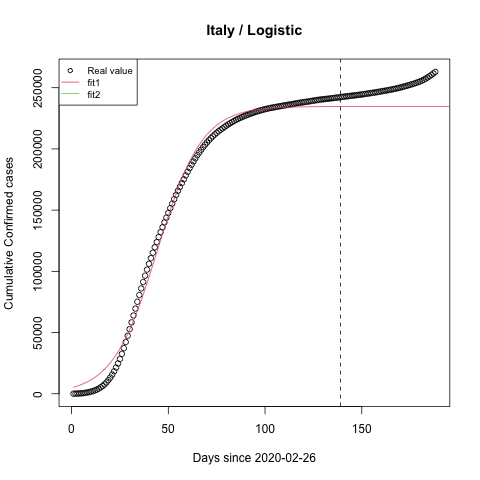 Italy / Logistic
Real value
fit1
fit2
Cumulative Confirmed cases
250000
200000
150000
100000
50000
0
0 50 100 150
Days since 2020-02-26